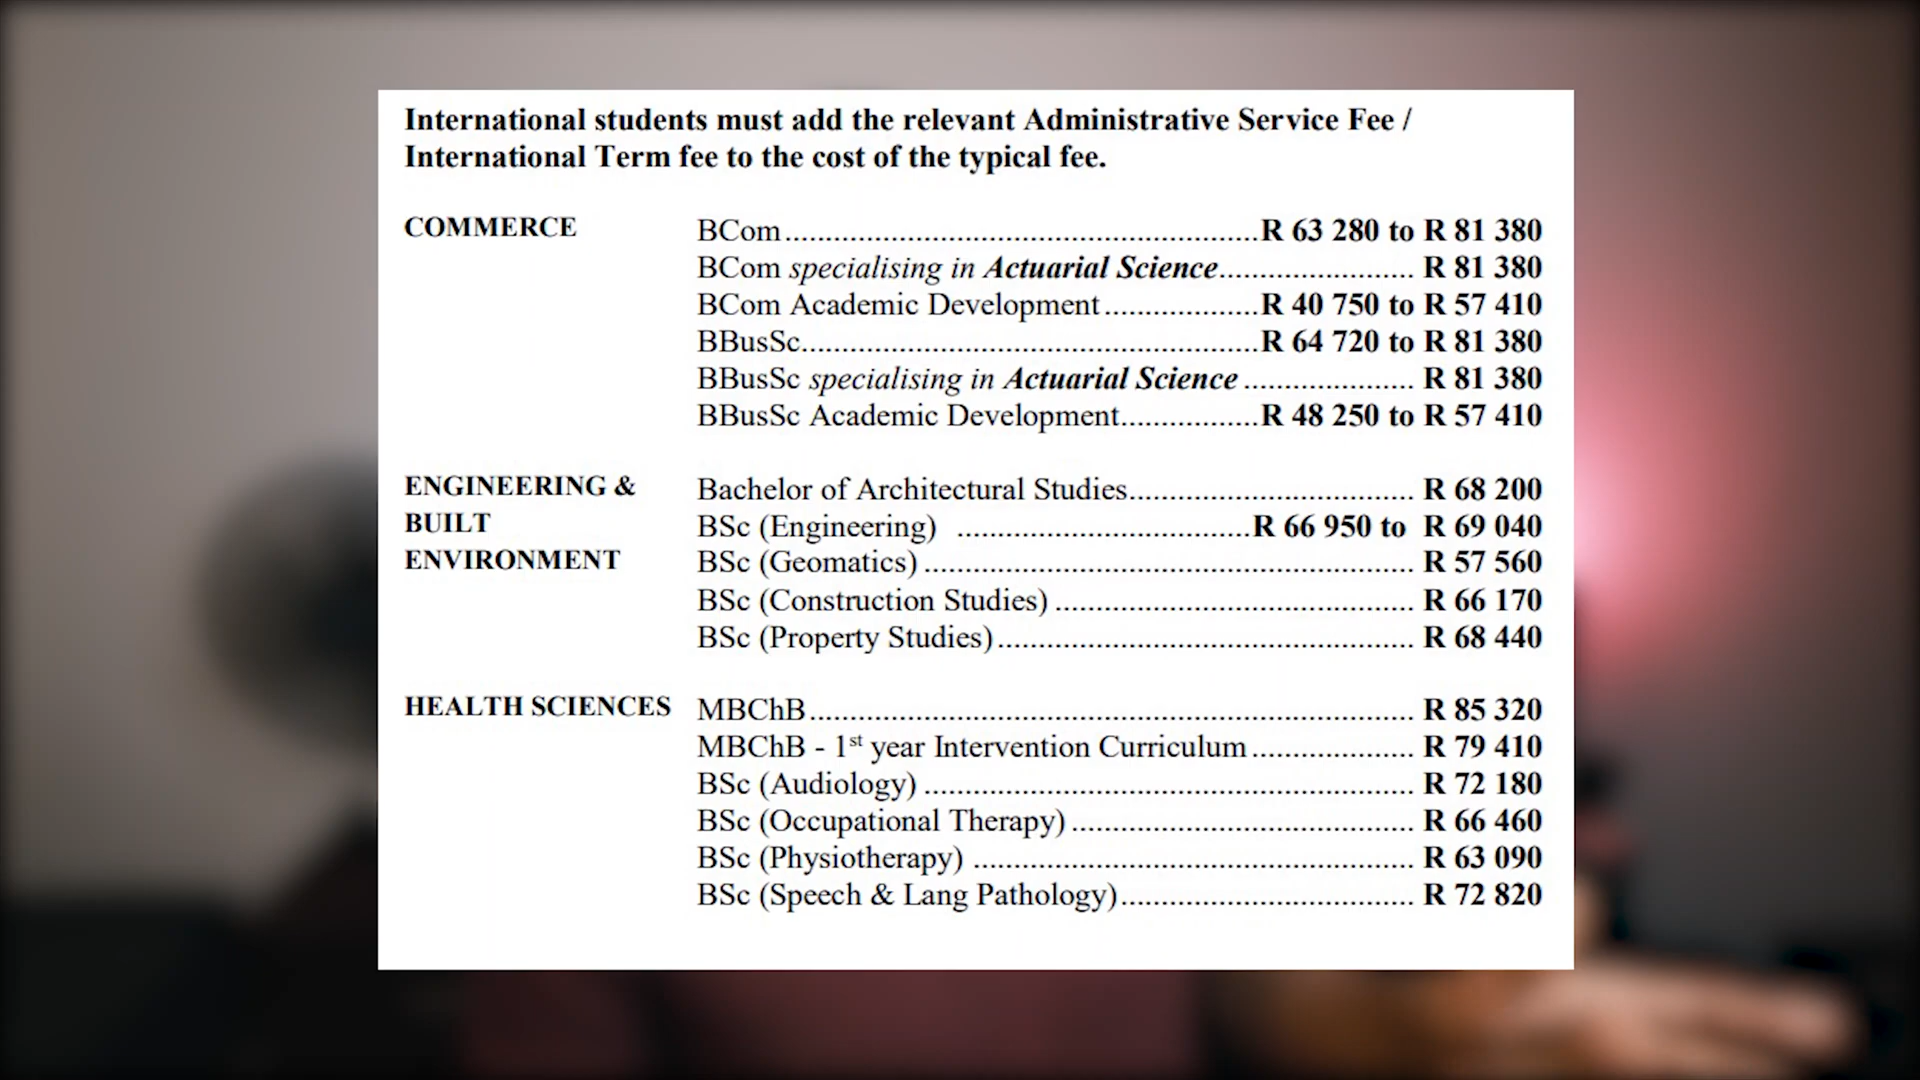 International students must add the relevant Administrative Service Fee /
International Term fee to the cost of the typical fee.
COMMERCE BCom R 63 280 to R 81 380
BCom specialising in Actuarial Science R 81 380
BCom Academic Development R 40 750 to R 57 410
BBusSc R 64 720 to R 81 380
BBusSc specialising in Actuarial Science R 81 380
BBusSc Academic Development R 48 250 to R 57 410
ENGINEERING & Bachelor of Architectural Studies R 68 200
BUILT BSc (Engineering) R 66 950 to R 69 040
ENVIRONMENT BSc (Geomatics) R 57 560
BSc (Construction Studies) R 66 170
BSc (Property Studies) R 68 440
HEALTH SCIENCES MBChB R 85 320
MBChB - 1st year Intervention Curriculum R 79 410
BSc (Audiology) R 72 180
BSc (Occupational Therapy) R 66 460
BSc (Physiotherapy) R 63 090
BSc (Speech & Lang Pathology) R 72 820